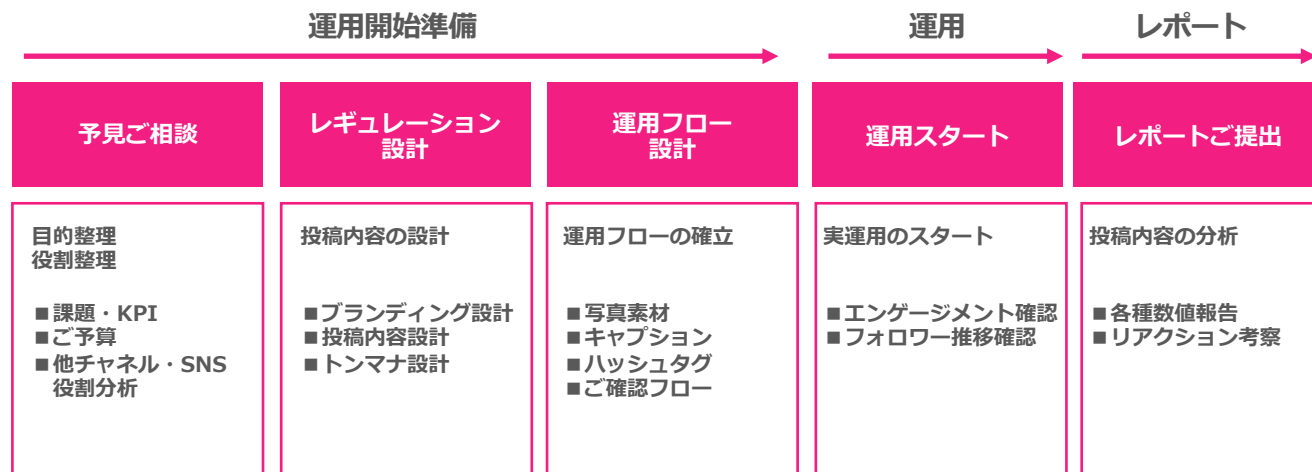 運用開始準備
運用
レポート
予見ご相談
レギュレーション
設計
運用フロー
設計
運用スタート
レポートご提出
目的整理
役割整理
■課題・KPI
■ご予算
■他チャネル・SNS
役割分析
投稿内容の設計
■ブランディング設計
■投稿内容設計
■トンマナ設計
運用フローの確立
■写真素材
■キャプション
■ハッシュタグ
■ご確認フロー
実運用のスタート
■エンゲージメント確認
■フォロワー推移確認
投稿内容の分析
■各種数値報告
■リアクション考察